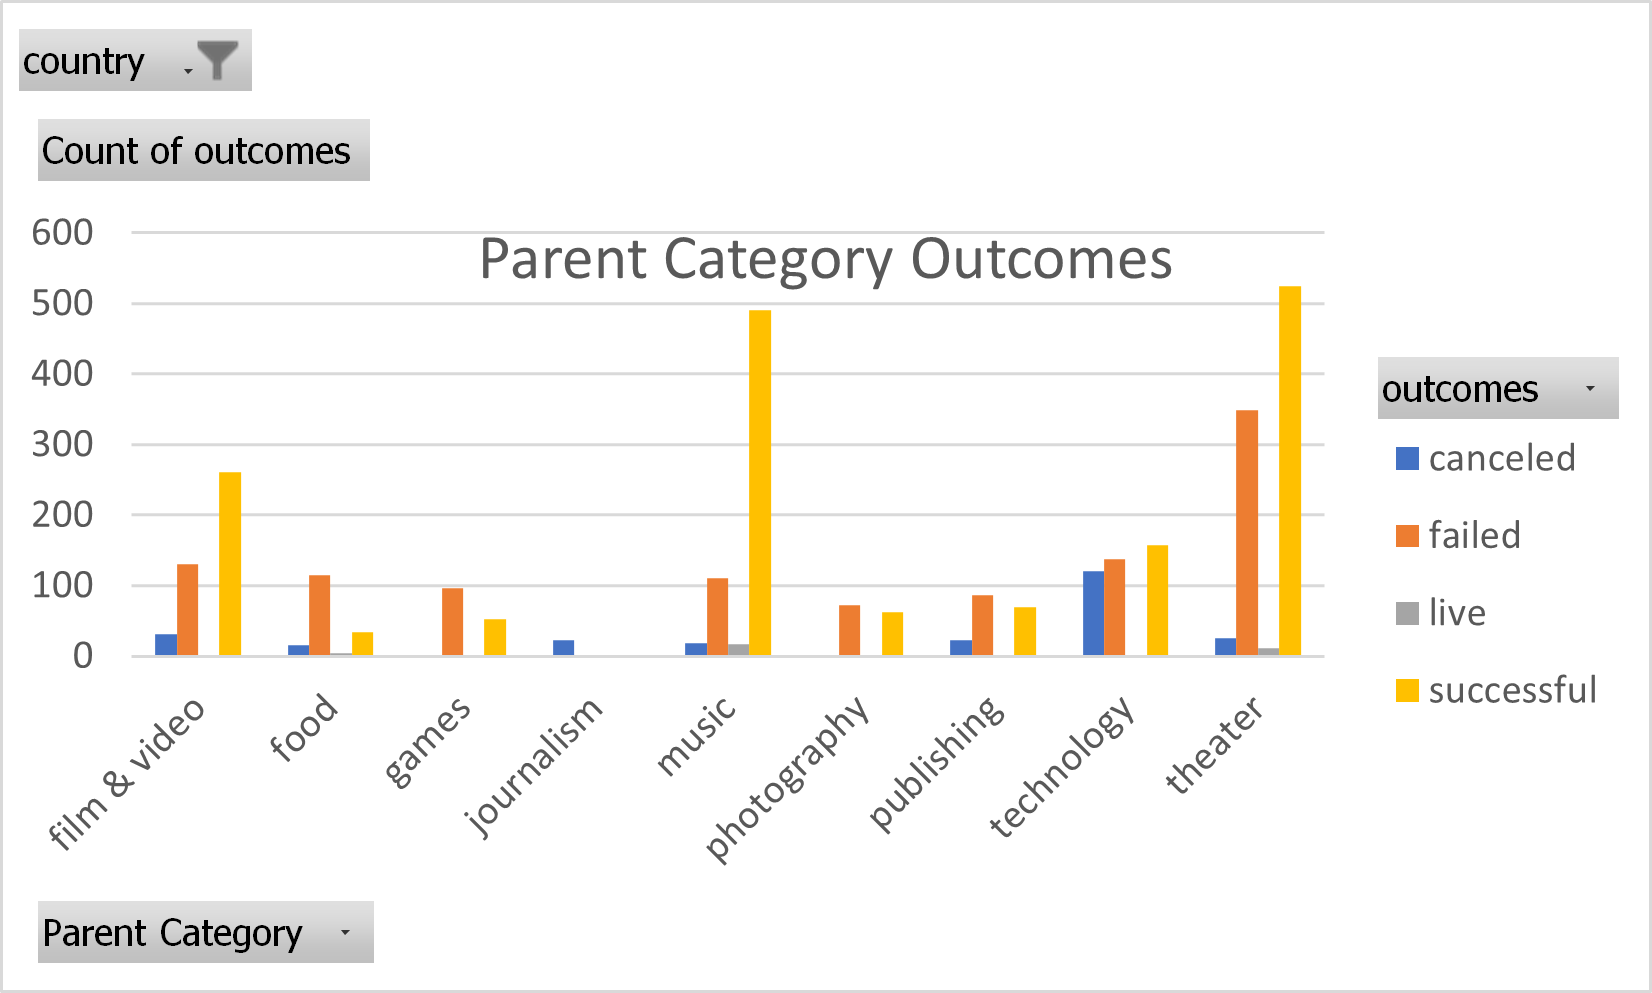 country
Count of outcomes
Parent Category Outcomes
600
500
400
300
200
100
0
film & video
food
games
journalism
music
photography
publishing
technology
theater
outcomes
canceled
failed
live
successful
Parent Category